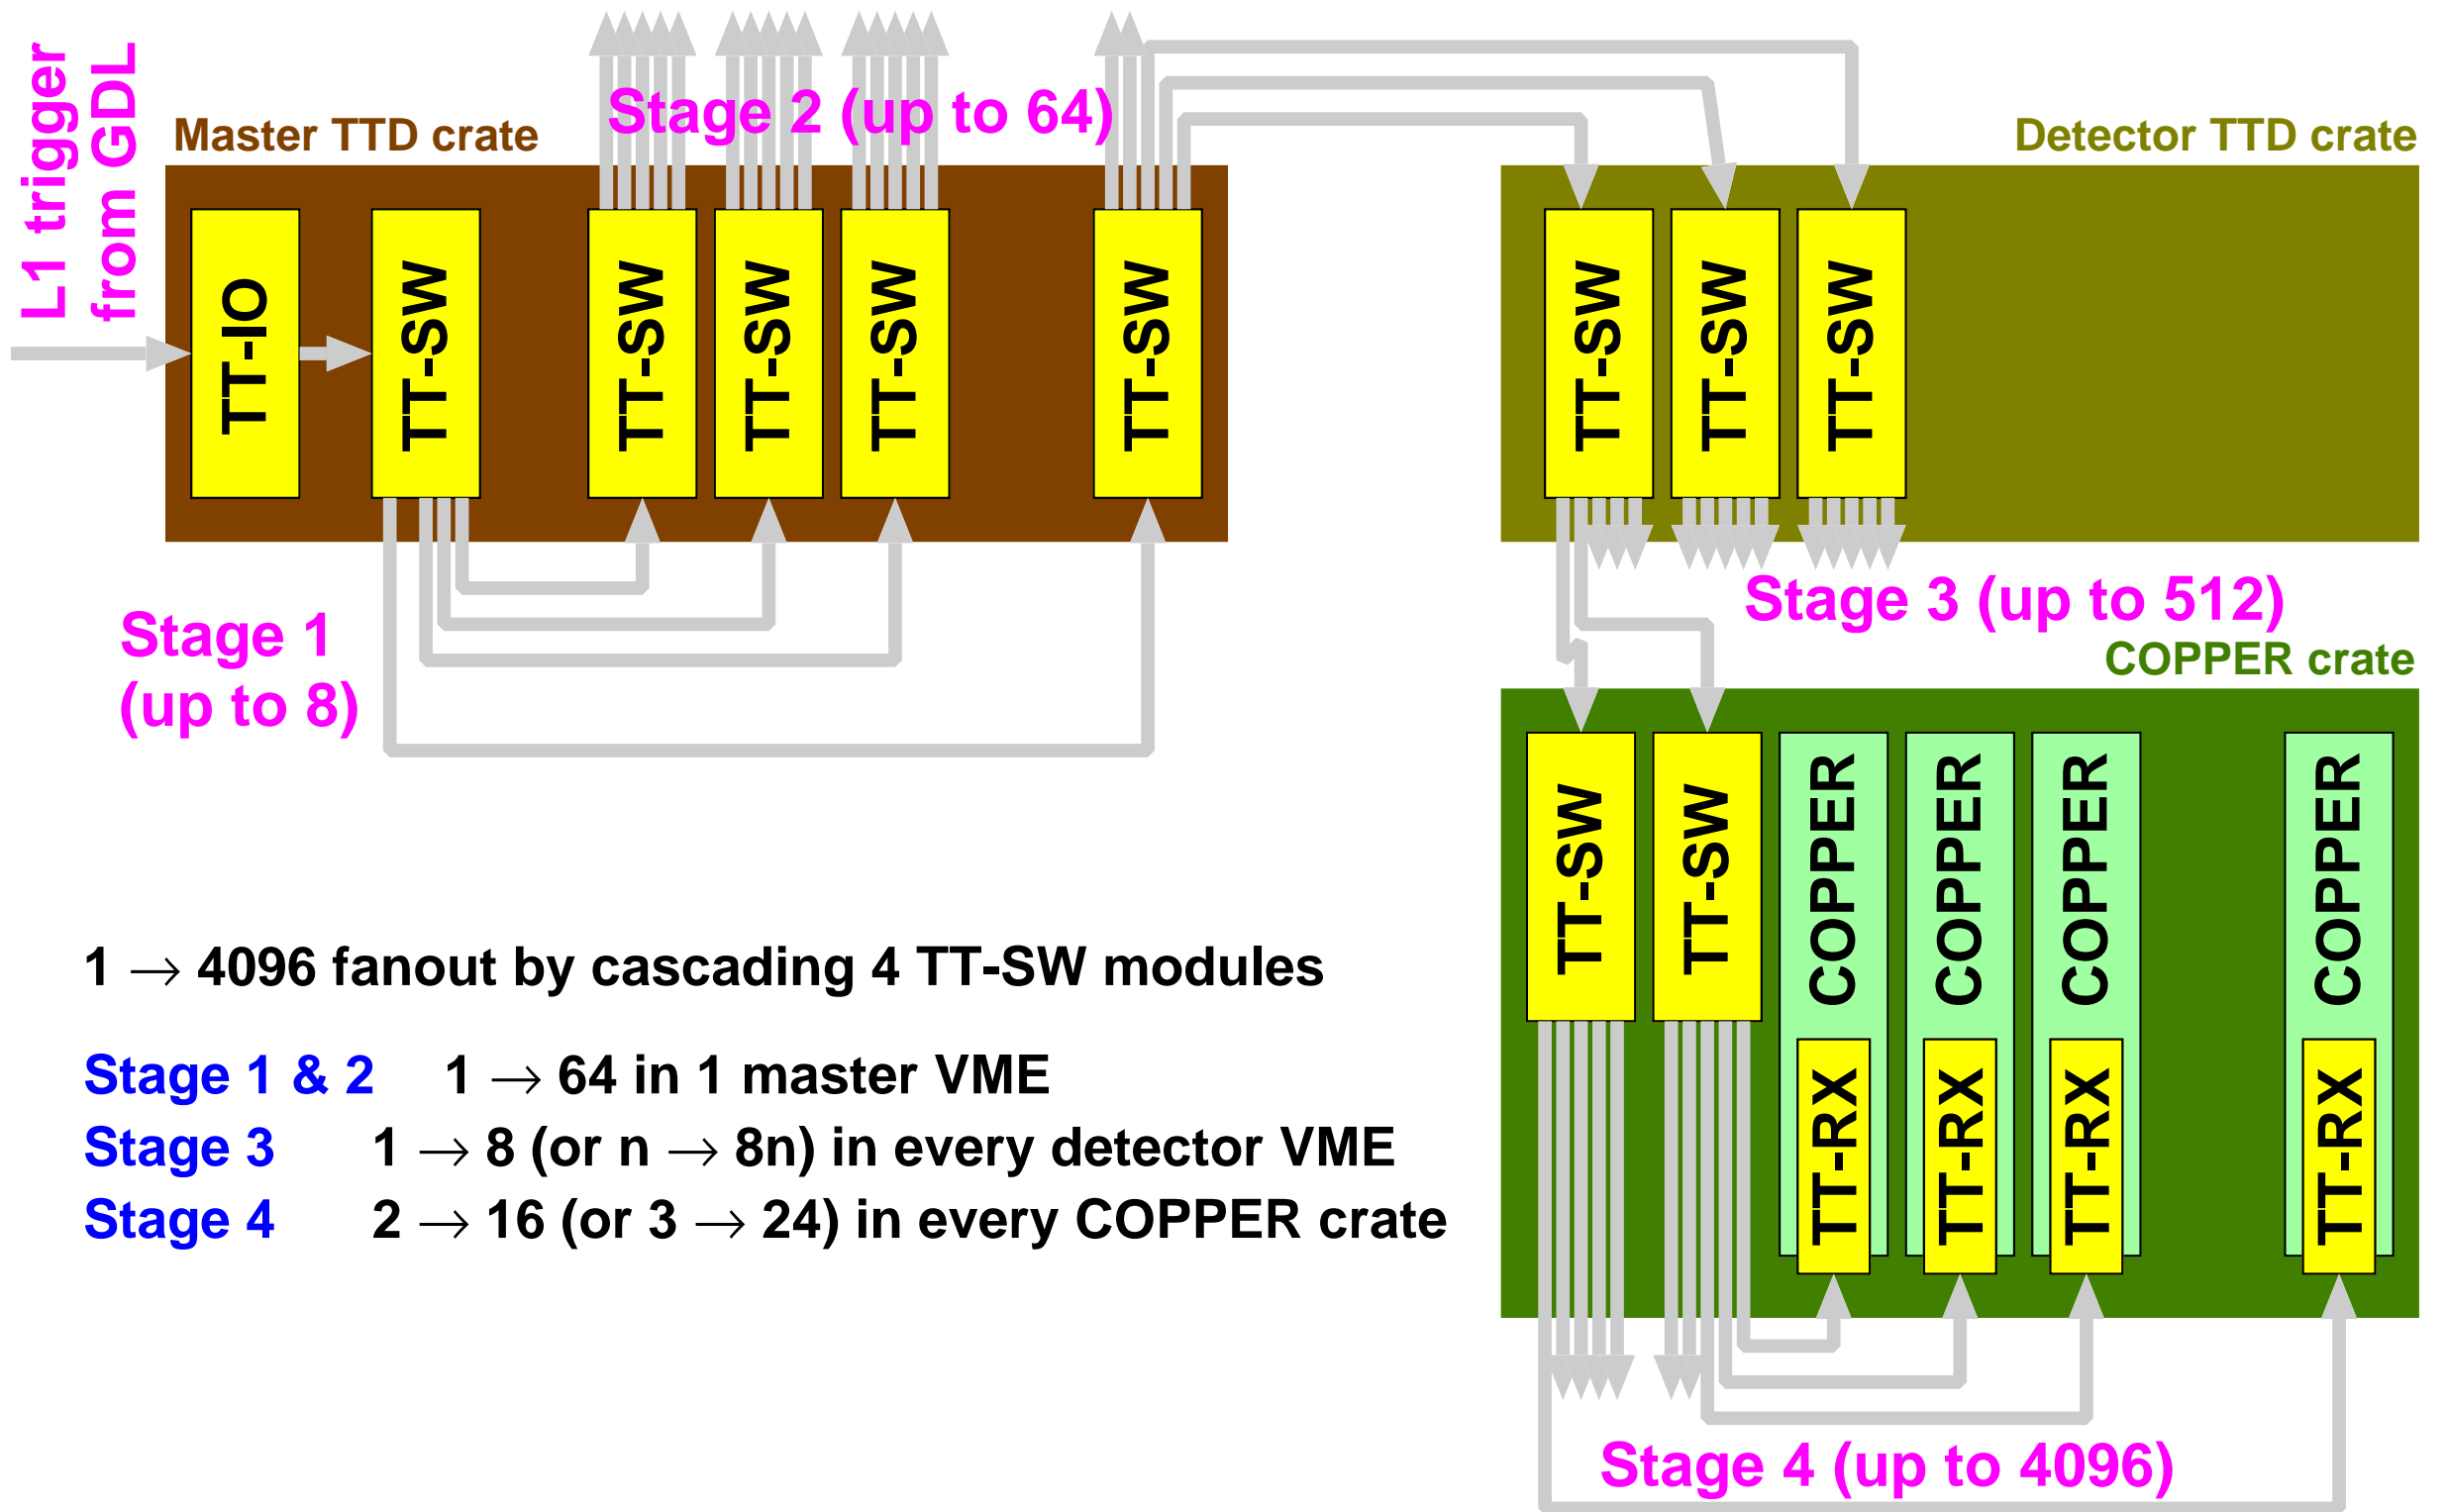 L1 trigger
from GDL
Master TTD crate
Stage 2 (up to 64)
Detector TTD crate
TT-IO
TT-SW
TT-SW
TT-SW
TT-SW
TT-SW
TT-SW
TT-SW
TT-SW
Stage 1
(up to 8)
Stage 3 (up to 512)
COPPER crate
TT-SW
TT-SW
COPPER
COPPER
COPPER
COPPER
TT-RX
TT-RX
TT-RX
TT-RX
1 → 4096 fanout by cascading 4 TT-SW modules
Stage 1 & 2 1 → 64 in 1 master VME
Stage 3 1 → 8 (or n → 8n) in every detector VME
Stage 4 2 → 16 (or 3 → 24) in every COPPER crate
Stage 4 (up to 4096)